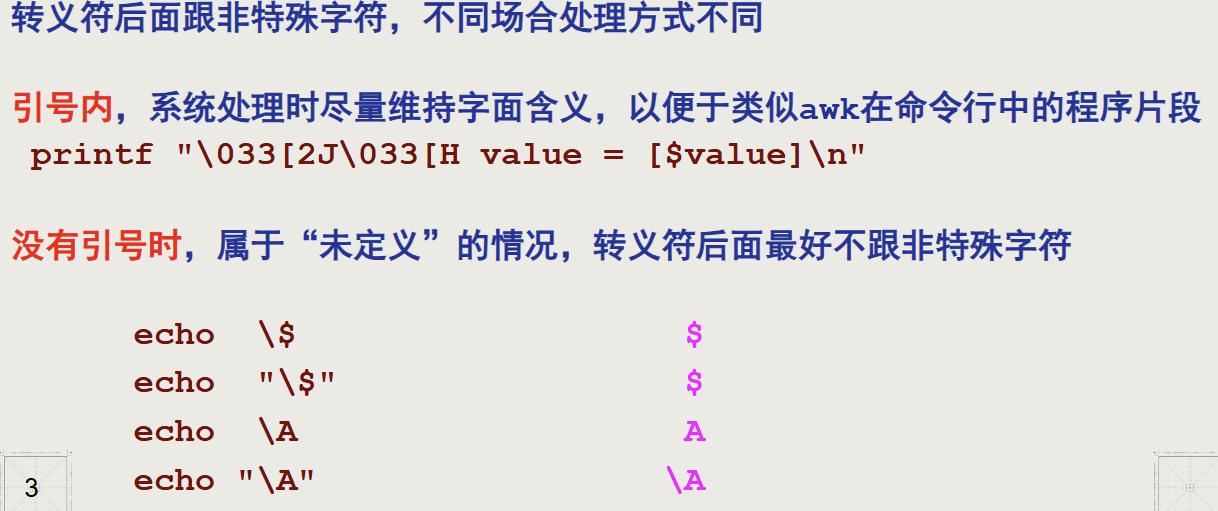 转义符后面跟非特殊字符，不同场合处理方式不同
引号内，系统处理时尽量维持字面含义，以便于类似awk在命令行中的程序片段
printf "\033[2J\033[H value = [$value]\n"
没有引号时，属于“未定义”的情况，转义符后面最好不跟非特殊字符
echo \$ $
echo "\$" $
echo \A A
echo "\A" \A
3